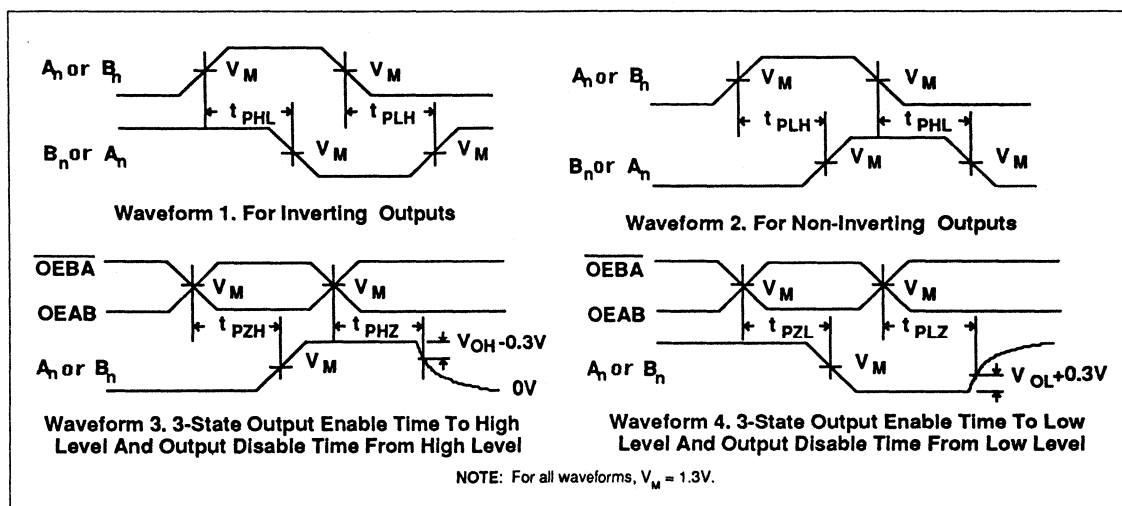 An or Bn VM VM
tPHL tPLH
Bn or An VM VM
Waveform 1. For Inverting Outputs
An or Bn VM VM
tPLH tPHL
Bn or An VM VM
Waveform 2. For Non-Inverting Outputs
OEBA
OEAB VM VM
tPZH tPHZ
VOH-0.3V
An or Bn VM
0V
Waveform 3. 3-State Output Enable Time To High
Level And Output Disable Time From High Level
OEBA
OEAB VM VM
tPZL tPLZ
An or Bn VM
VOL+0.3V
Waveform 4. 3-State Output Enable Time To Low
Level And Output Disable Time From Low Level
NOTE: For all waveforms, VM = 1.3V.